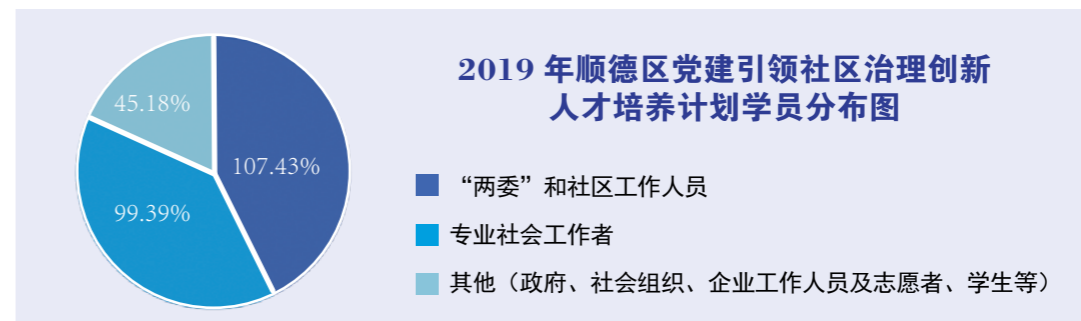 2019 年顺德区党建引领社区治理创新
人才培养计划学员分布图
45.18%
107.43%
99.39%
“两委”和社区工作人员
专业社会工作者
其他（政府、社会组织、企业工作人员及志愿者、学生等）